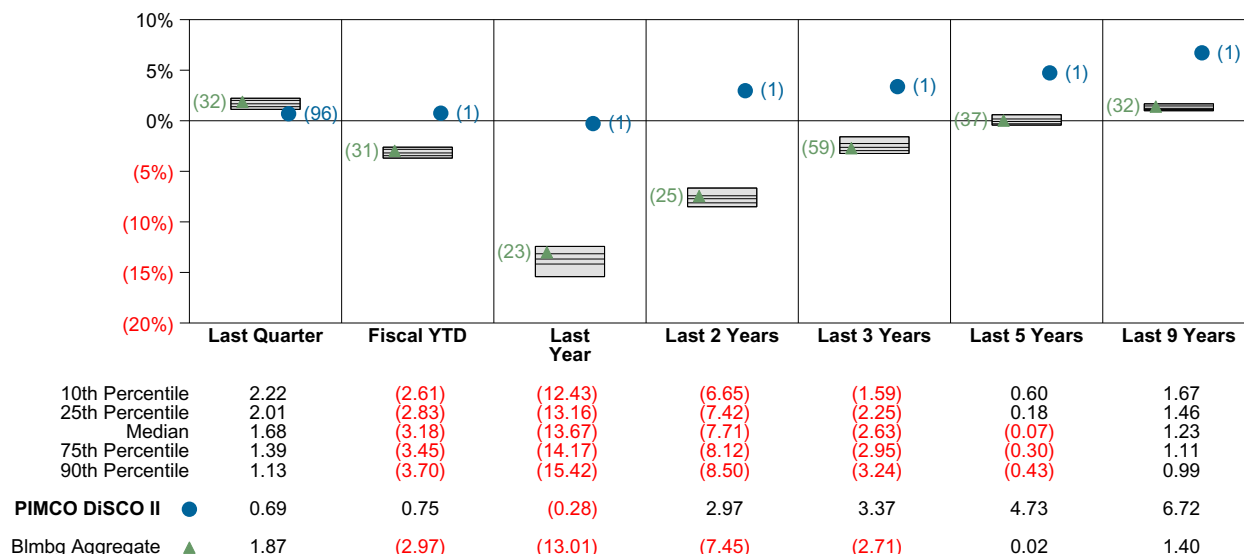 10%
5%
0%
(5%)
(10%)
(15%)
(20%)
(32) (96)
(31) (1)
(23) (1)
(25) (1)
(59) (1)
(37) (1)
(32) (1)
Last Quarter Fiscal YTD Last Year Last 2 Years Last 3 Years Last 5 Years Last 9 Years
10th Percentile 2.22 (2.61) (12.43) (6.65) (1.59) 0.60 1.67
25th Percentile 2.01 (2.83) (13.16) (7.42) (2.25) 0.18 1.46
Median 1.68 (3.18) (13.67) (7.71) (2.63) (0.07) 1.23
75th Percentile 1.39 (3.45) (14.17) (8.12) (2.95) (0.30) 1.11
90th Percentile 1.13 (3.70) (15.42) (8.50) (3.24) (0.43) 0.99
PIMCO DiSCO II 0.69 0.75 (0.28) 2.97 3.37 4.73 6.72
Blmbg Aggregate 1.87 (2.97) (13.01) (7.45) (2.71) 0.02 1.40